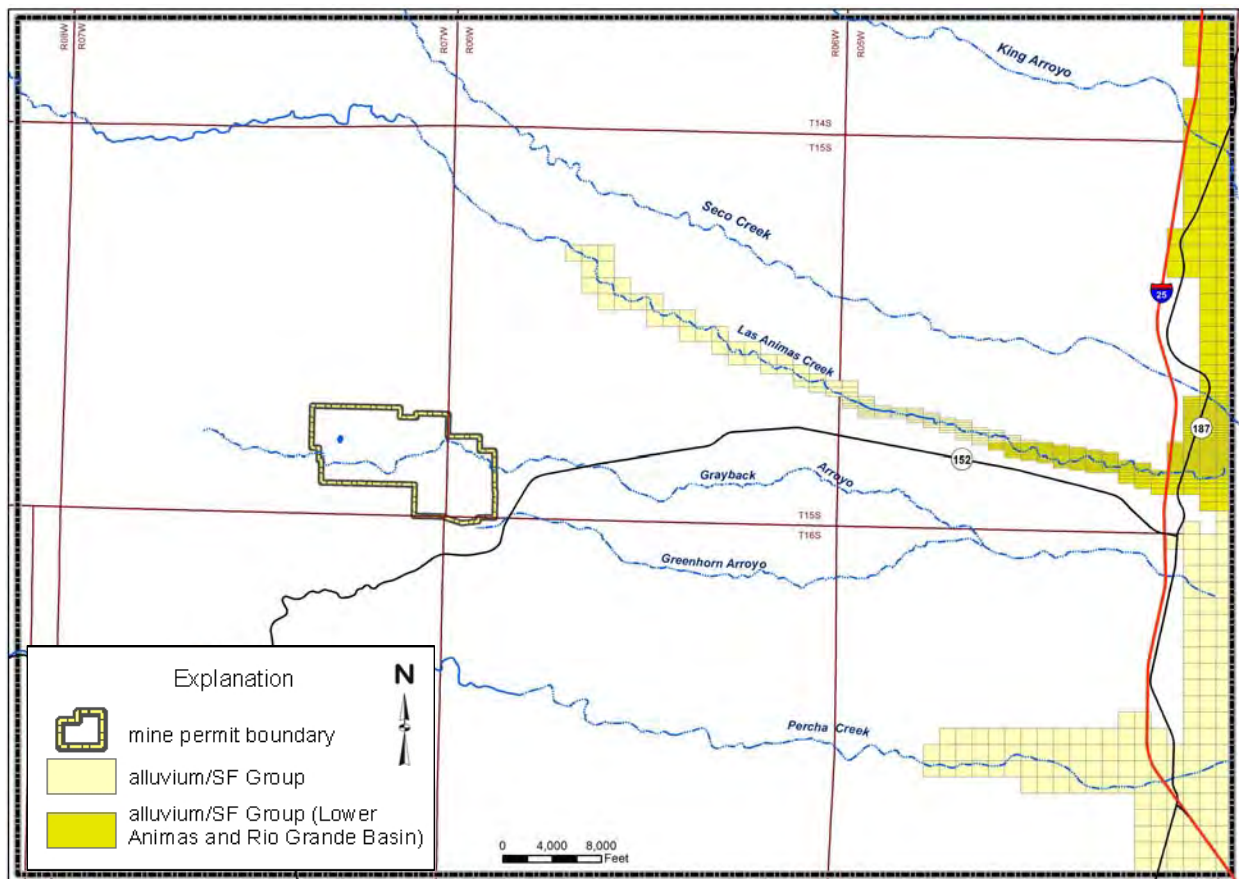 R08W
R07W
R07W
R06W
R06W
R05W
King Arroyo
T14S
T15S
Seco Creek
25
Las Animas Creek
187
152
Grayback Arroyo
T15S
T16S
Greenhorn Arroyo
Percha Creek
Explanation
N
mine permit boundary
alluvium/SF Group
alluvium/SF Group (Lower
Animas and Rio Grande Basin)
0 4,000 8,000
Feet